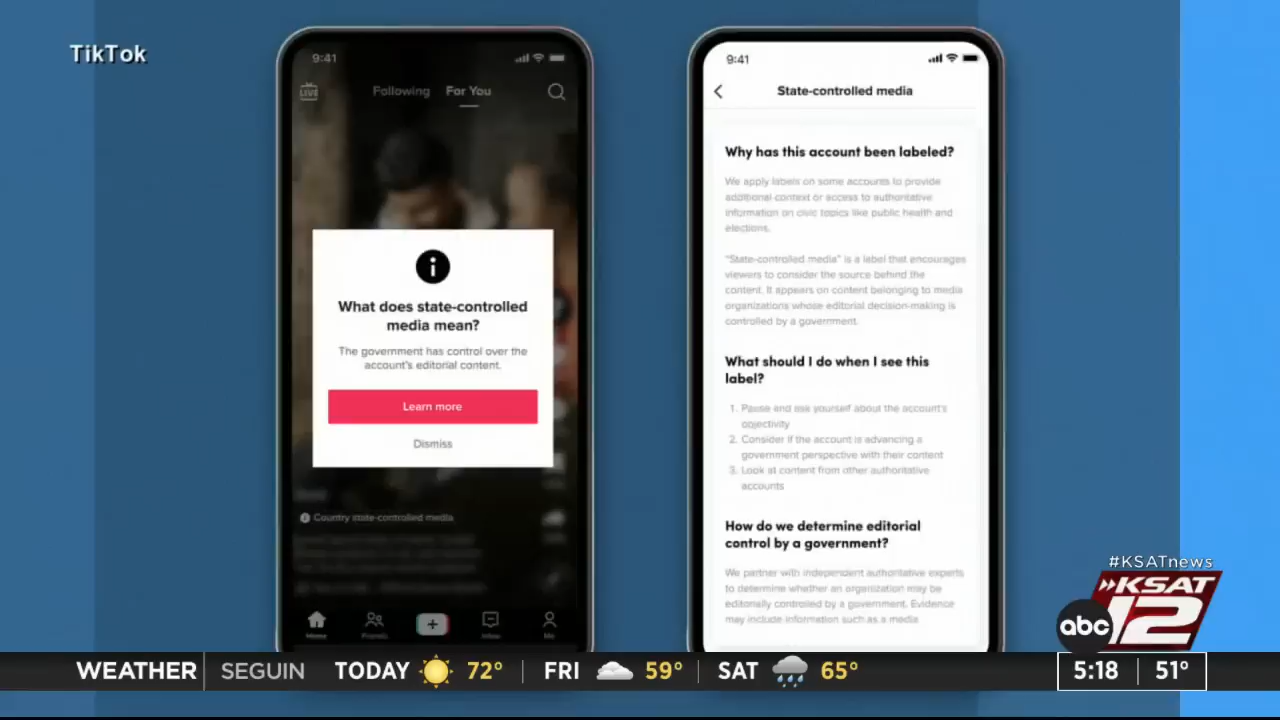 TikTok
9:41
LIVE
Following For You
What does state-controlled
media mean?
The government has control over the
account's editorial content.
Learn more
Dismiss
Country state-controlled media
Home
Friends
Inbox
Me
9:41
State-controlled media
Why has this account been labeled?
We apply labels on some accounts to provide
additional context or access to authoritative
information on civic topics like public health and
elections.
"State-controlled media" is a label that encourages
viewers to consider the source behind the
content. It appears on content belonging to media
organizations whose editorial decision-making is
controlled by a government.
What should I do when I see this
label?
1. Pause and ask yourself about the account's
objectivity
2. Consider if the account is advancing a
government perspective with their content
3. Look at content from other authoritative
accounts
How do we determine editorial
control by a government?
We partner with independent authoritative experts
to determine whether an organization may be
editorially controlled by a government. Evidence
may include information such as a media
#KSATnews
KSAT
abc 12
WEATHER SEGUIN TODAY 72° FRI 59° SAT 65° 5:18 51°